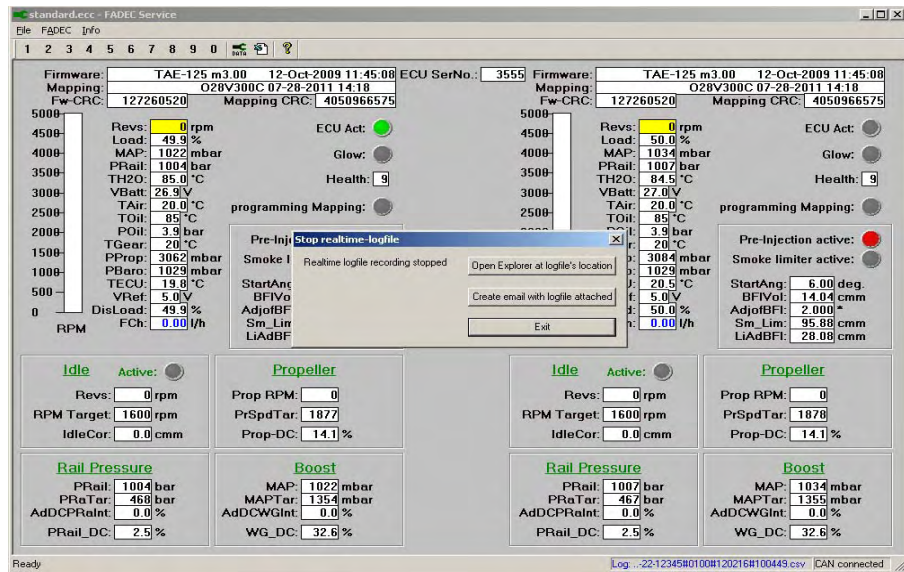 standard.ecc - FADEC Service
File FADEC Info
1 2 3 4 5 6 7 8 9 0 DATA ?
Firmware: TAE-125 m3.00 12-Oct-2009 11:45:08 ECU SerNo.: 3555 Firmware: TAE-125 m3.00 12-Oct-2009 11:45:08
Mapping: O28V300C 07-28-2011 14:18 Mapping: O28V300C 07-28-2011 14:18
Fw-CRC: 127260520 Mapping CRC: 4050966575 Fw-CRC: 127260520 Mapping CRC: 4050966575
5000
4500
4000
3500
3000
2500
2000
1500
1000
500
0
RPM
Revs: 0 rpm
Load: 49.9 %
MAP: 1022 mbar
PRail: 1004 bar
TH2O: 85.0 °C
VBatt: 26.9 V
TAir: 20.0 °C
TOil: 85 °C
POil: 3.9 bar
TGear: 20 °C
PProp: 3062 mbar
PBaro: 1029 mbar
TECU: 19.8 °C
VRef: 5.0 V
DisLoad: 49.9 %
FCh: 0.00 l/h
ECU Act:
Glow:
Health: 9
programming Mapping:
Pre-Inj
Smoke l
StartAng
BFIVo
AdjofBF
Sm_Lim
LiAdBFI:
Stop realtime-logfile
Realtime logfile recording stopped
Open Explorer at logfile's location
Create email with logfile attached
Exit
5000
4500
4000
3500
3000
2500
Revs: 0 rpm
Load: 50.0 %
MAP: 1034 mbar
PRail: 1007 bar
TH2O: 84.5 °C
VBatt: 27.0 V
TAir: 20.0 °C
TOil: 85 °C
3.9 bar
r: 20 °C
3084 mbar
1029 mbar
20.5 °C
5.0 V
50.0 %
0.00 l/h
ECU Act:
Glow:
Health: 9
programming Mapping:
Pre-Injection active:
Smoke limiter active:
StartAng: 6.00 deg.
BFIVol: 14.04 cmm
AdjofBFI: 2.000 °
Sm_Lim: 95.88 cmm
LiAdBFI: 28.08 cmm
Idle Active:
Revs: 0 rpm
RPM Target: 1600 rpm
IdleCor: 0.0 cmm
Propeller
Prop RPM: 0
PrSpdTar: 1877
Prop-DC: 14.1 %
Idle Active:
Revs: 0 rpm
RPM Target: 1600 rpm
IdleCor: 0.0 cmm
Propeller
Prop RPM: 0
PrSpdTar: 1878
Prop-DC: 14.1 %
Rail Pressure
PRail: 1004 bar
PRaTar: 468 bar
AdDCPRaInt: 0.0 %
PRail_DC: 2.5 %
Boost
MAP: 1022 mbar
MAPTar: 1354 mbar
AdDCWGInt: 0.0 %
WG_DC: 32.6 %
Rail Pressure
PRail: 1007 bar
PRaTar: 467 bar
AdDCPRaInt: 0.0 %
PRail_DC: 2.5 %
Boost
MAP: 1034 mbar
MAPTar: 1355 mbar
AdDCWGInt: 0.0 %
WG_DC: 32.6 %
Ready Log: ..-22-12345#0100#120216#100449.csv CAN connected